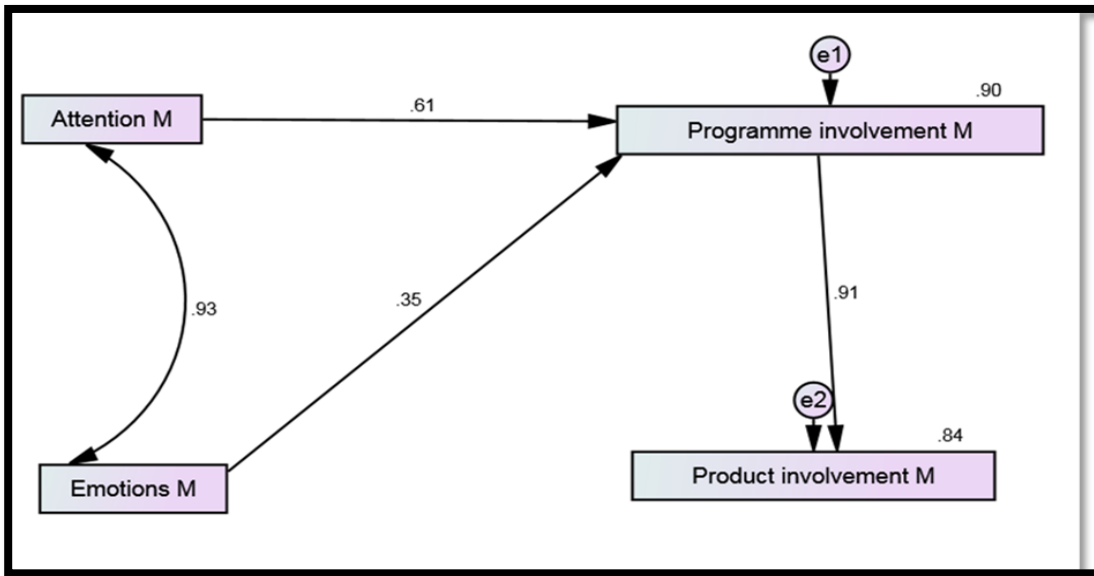 e1
.90
Attention M
.61
Programme involvement M
.93
.35
.91
e2
.84
Emotions M
Product involvement M